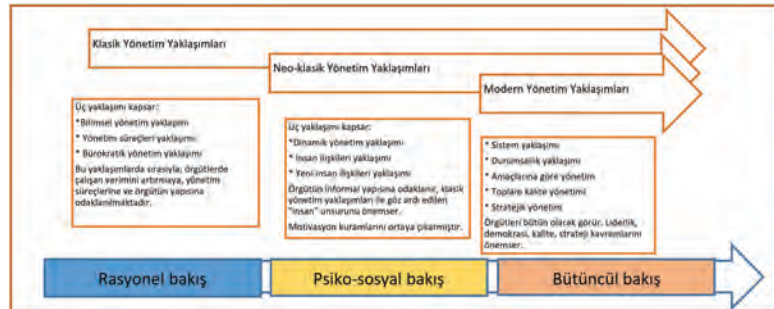 Klasik Yönetim Yaklaşımları
Neo-klasik Yönetim Yaklaşımları
Modern Yönetim Yaklaşımları
Üç yaklaşımı kapsar:
*Bilimsel yönetim yaklaşımı
* Yönetim süreçleri yaklaşımı
* Bürokratik yönetim yaklaşımı
Bu yaklaşımlarda sırasıyla, örgütlerde
çalışan verimini artırmaya, yönetim
süreçlerine ve örgütün yapısına
odaklanılmaktadır.
Üç yaklaşımı kapsar:
*Dinamik yönetim yaklaşımı
* İnsan ilişkileri yaklaşımı
* Yeni insan ilişkileri yaklaşımı
Örgütün informal yapısına odaklanır, klasik
yönetim yaklaşımları ile göz ardı edilen
"insan" unsurunu önemser.
Motivasyon kuramlarını ortaya çıkarmıştır.
* Sistem yaklaşımı
* Durumsallık yaklaşımı
* Amaçlarına göre yönetim
* Toplam kalite yönetimi
* Stratejik yönetimi
Örgütleri bütün olarak görür. Liderlik,
demokrasi, kalite, strateji kavramlarını
önemser.
Rasyonel bakış
Psiko-sosyal bakış
Bütüncül bakış